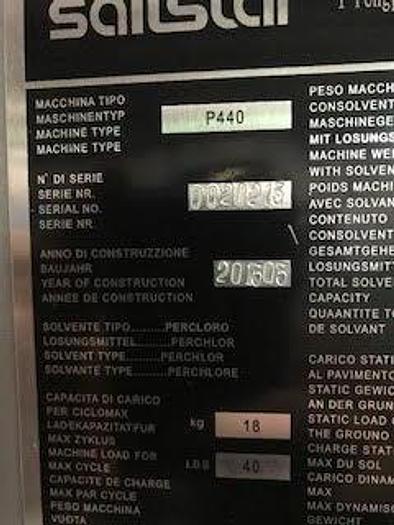 sailstar
MACCHINA TIPO
MASCHINENTYP
MACHINE TYPE
MACHINE TYPE
P440
N° DI SERIE
SERIE NR.
SERIAL NO.
SERIE NR
ANNO DI CONSTRUZZIONE
BAUJAHR
YEAR OF CONSTRUCTION
ANNEE DE CONSTRUCTION
201505
SOLVENTE TIPO.........PERCLORO
LOSUNGSMITTEL.........PERCHLOR
SOLVENT TYPE.......PERCHLOR
SOLVANTE TYPE.......PERCHLORE
CAPACITA DI CARICO
PER CICLOMAX
LADEKAPAZITATFUR
MAX ZYKLUS
MACHINE LOAD FOR
MAX CYCLE
CAPACITE DE CHARGE
MAX PAR CYCLE
PESO MACCHINA
VUOTA
kg 18
LBS 40
PESO MACCH
CONSOLVENT
MASCHINEGE
MIT LOSUNGS
MACHINE WEI
WITH SOLVEN
POIDS MACHI
AVEC SOLVAN
CONTENUTO
CONSOLVENT
GESAMTGEHE
LOSUNGSMITT
TOTAL SOLVE
CAPACITY
QUAANTITE TO
DE SOLVANT
CARICO STATI
AL PAVIMENTO
STATIC GEWIC
AN DER GRUN
STATIC LOAD
THE GROUND
CHARGE STAT
MAX DU SOL
CARICO DINAM
MAX
MAX DYNAMISC
GEWICHT